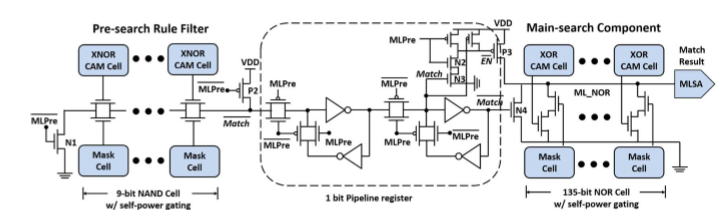 Pre-search Rule Filter
XNOR
CAM Cell
XNOR
CAM Cell
MLPre
N1
Mask
Cell
Mask
Cell
9-bit NAND Cell
w/ self-power gating
VDD
MLPre
P2
Match
MLPre
MLPre
MLPre
MLPre
MLPre
MLPre
MLPre
VDD
EN
P3
N2
Match
N3
Match
N4
1 bit Pipeline register
Main-search Component
XOR
CAM Cell
XOR
CAM Cell
Match
Result
MLSA
ML_NOR
Mask
Cell
Mask
Cell
135-bit NOR Cell
w/ self-power gating